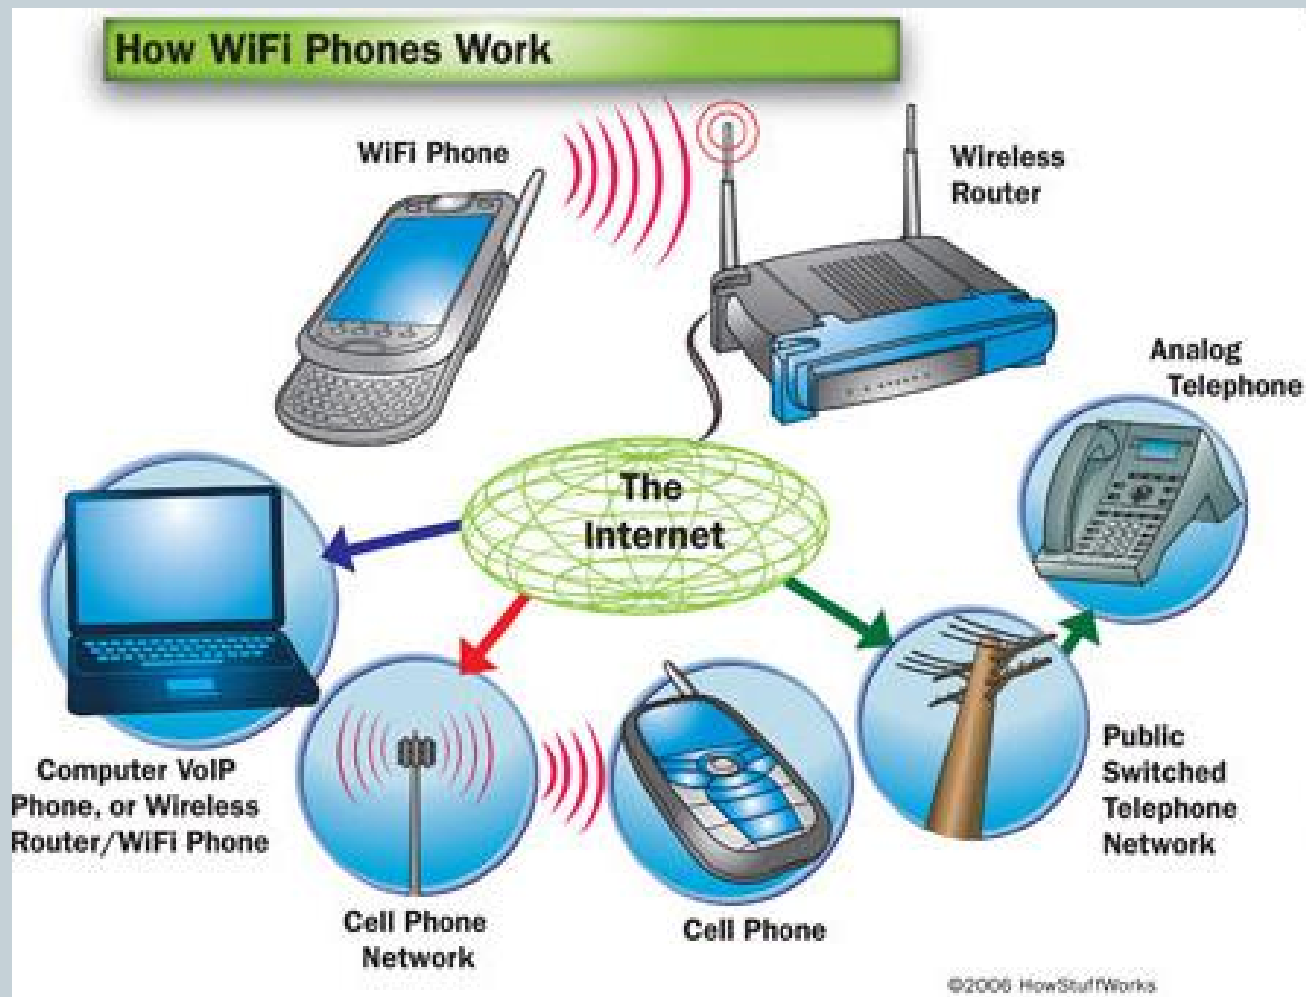 How WiFi Phones Work
WiFi Phone
Wireless
Router
Analog
Telephone
The
Internet
Computer VoIP
Phone, or Wireless
Router/WiFi Phone
Cell Phone
Network
Cell Phone
Public
Switched
Telephone
Network
©2006 HowStuffWorks